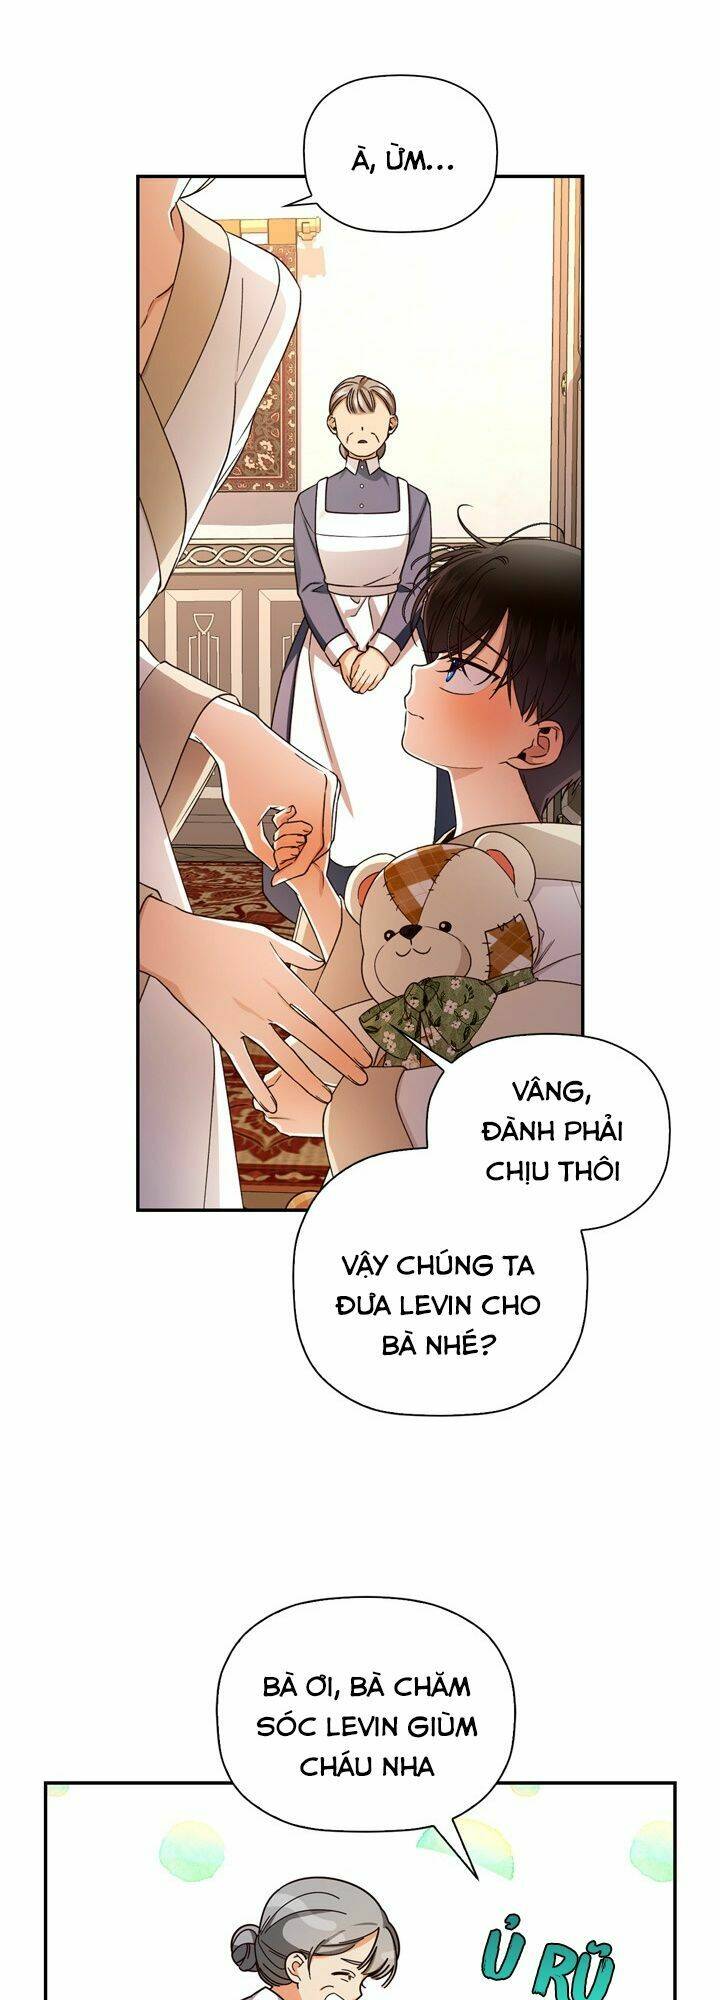 À, ỪM...
VÂNG,
ĐÀNH PHẢI
CHỊU THÔI
VẬY CHÚNG TA
ĐƯA LEVIN CHO
BÀ NHÉ?
BÀ ƠI, BÀ CHĂM
SÓC LEVIN GIÙM
CHÁU NHA
Ủ RŨ